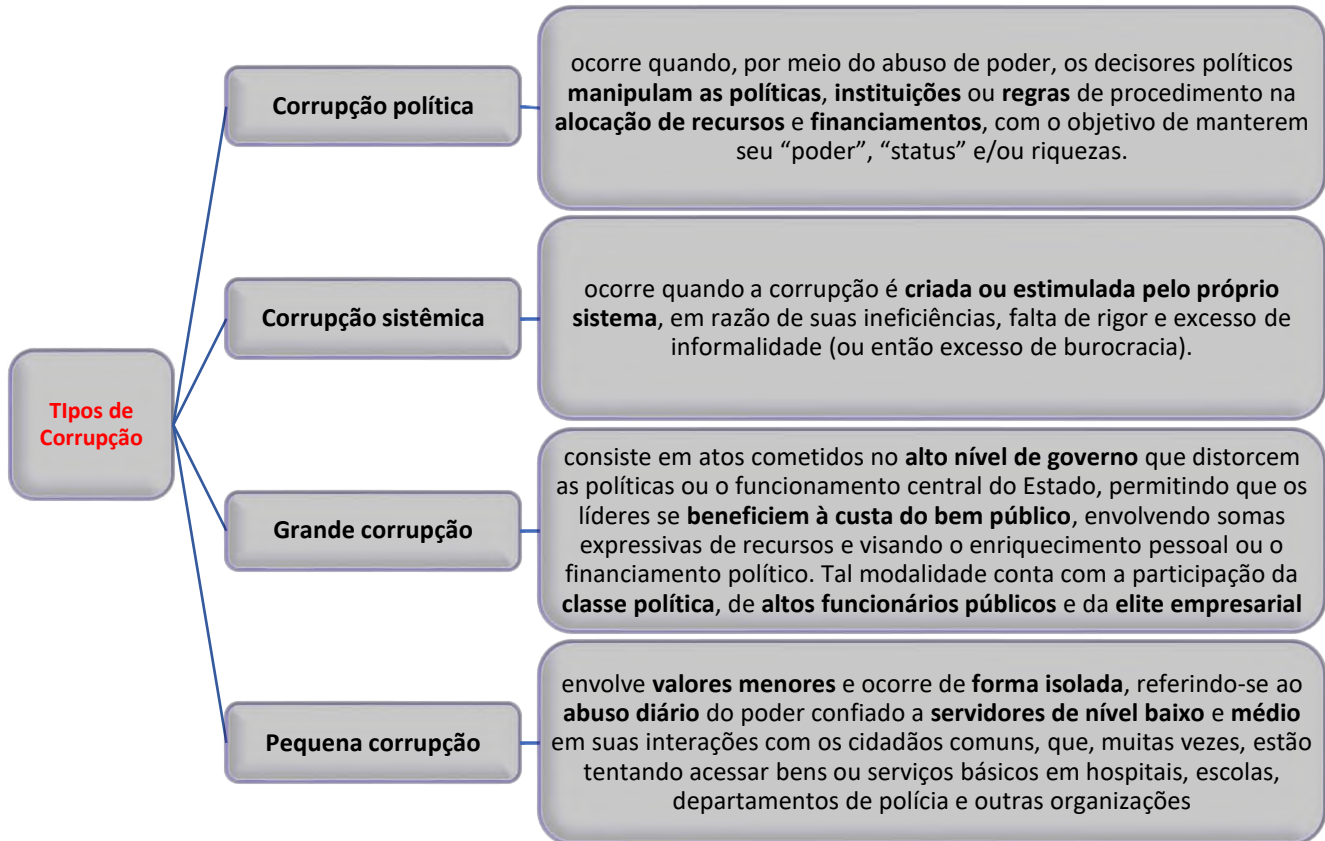 TIpos de
Corrupção
Corrupção política
ocorre quando, por meio do abuso de poder, os decisores políticos
manipulam as políticas, instituições ou regras de procedimento na
alocação de recursos e financiamentos, com o objetivo de manterem
seu “poder”, “status” e/ou riquezas.
Corrupção sistêmica
ocorre quando a corrupção é criada ou estimulada pelo próprio
sistema, em razão de suas ineficiências, falta de rigor e excesso de
informalidade (ou então excesso de burocracia).
Grande corrupção
consiste em atos cometidos no alto nível de governo que distorcem
as políticas ou o funcionamento central do Estado, permitindo que os
líderes se beneficiem à custa do bem público, envolvendo somas
expressivas de recursos e visando o enriquecimento pessoal ou o
financiamento político. Tal modalidade conta com a participação da
classe política, de altos funcionários públicos e da elite empresarial
Pequena corrupção
envolve valores menores e ocorre de forma isolada, referindo-se ao
abuso diário do poder confiado a servidores de nível baixo e médio
em suas interações com os cidadãos comuns, que, muitas vezes, estão
tentando acessar bens ou serviços básicos em hospitais, escolas,
departamentos de polícia e outras organizações